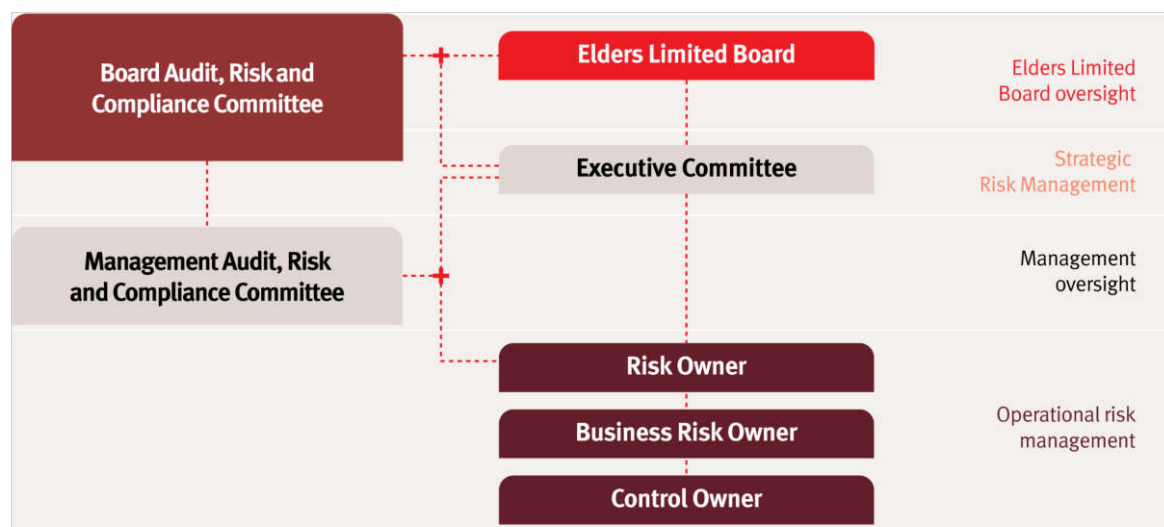 Board Audit, Risk and
Compliance Committee
Elders Limited Board
Elders Limited
Board oversight
Executive Committee
Strategic
Risk Management
Management Audit, Risk
and Compliance Committee
Management
oversight
Risk Owner
Business Risk Owner
Operational risk
management
Control Owner